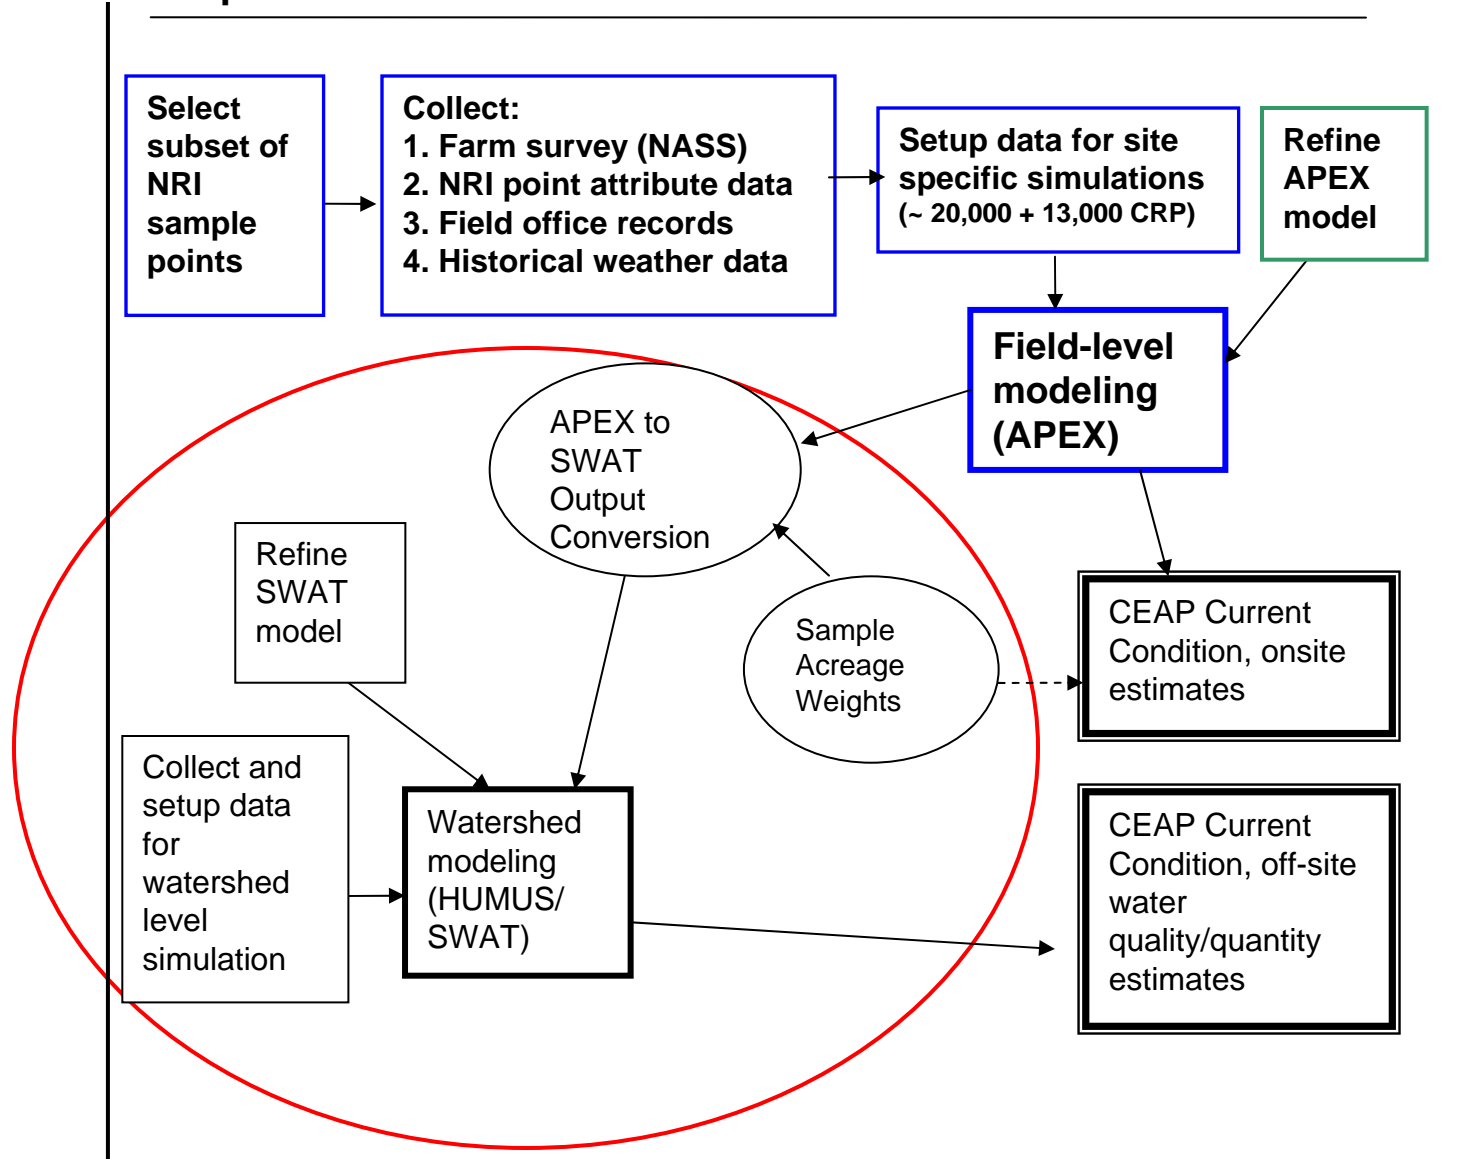 Select
subset of
NRI
sample
points
Collect:
1. Farm survey (NASS)
2. NRI point attribute data
3. Field office records
4. Historical weather data
Setup data for site
specific simulations
(~ 20,000 + 13,000 CRP)
Refine
APEX
model
Field-level
modeling
(APEX)
APEX to
SWAT
Output
Conversion
Refine
SWAT
model
Sample
Acreage
Weights
CEAP Current
Condition, onsite
estimates
Collect and
setup data
for
watershed
level
simulation
Watershed
modeling
(HUMUS/
SWAT)
CEAP Current
Condition, off-site
water
quality/quantity
estimates